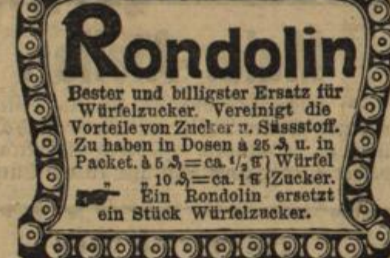 Rondolin
Bester und billigster Ersatz für
Würfelzucker. Vereinigt die
Vorteile von Zucker u. Süssstoff.
Zu haben in Dosen à 25 ₰ u. in
Packet. à 5 ₰=ca. ½ ℔ } Würfel
„ „ 10 ₰=ca. 1 ℔ } Zucker.
☛ Ein Rondolin ersetzt
ein Stück Würfelzucker.